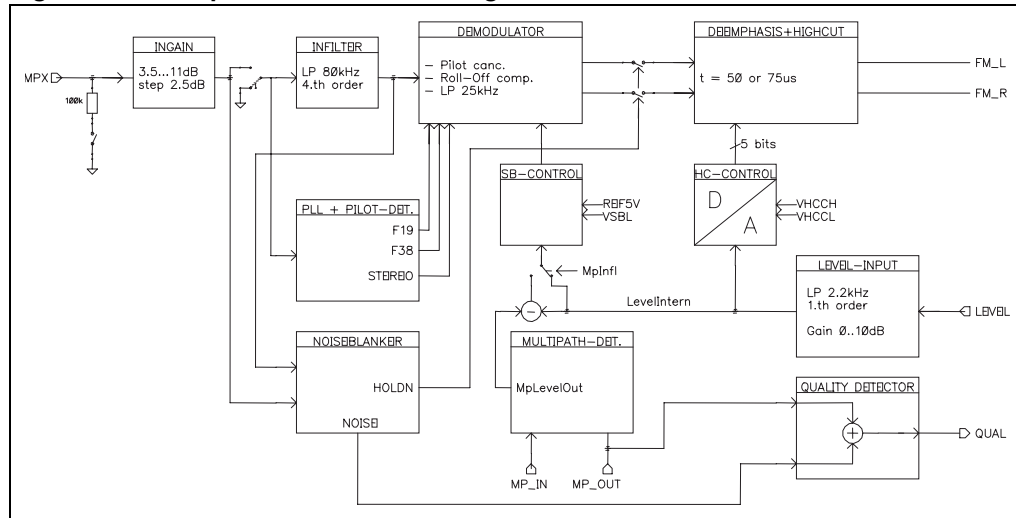 INGAIN
3.5...11dB
step 2.5dB
MPX
100k
INFILTER
LP 80kHz
4.th order
DEMODULATOR
- Pilot canc.
- Roll-Off comp.
- LP 25kHz
DEEMPHASIS+HIGHCUT
t = 50 or 75us
FM_L
FM_R
5 bits
SB-CONTROL
REF5V
VSBL
HC-CONTROL
D
A
VHCCH
VHCCL
PLL + PILOT-DET.
F19
F38
STEREO
MpInfl
LevelIntern
LEVEL-INPUT
LP 2.2kHz
1.th order
Gain 0..10dB
LEVEL
NOISEBLANKER
HOLDN
NOISE
MULTIPATH-DET.
MpLevelOut
MP_IN
MP_OUT
QUALITY DETECTOR
QUAL